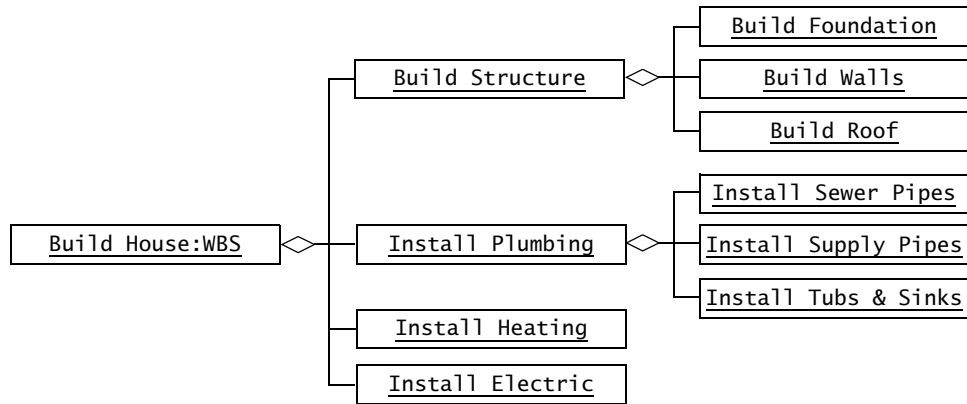 Build Foundation
Build Structure
Build Walls
Build Roof
Install Sewer Pipes
Build House:WBS
Install Plumbing
Install Supply Pipes
Install Tubs & Sinks
Install Heating
Install Electric